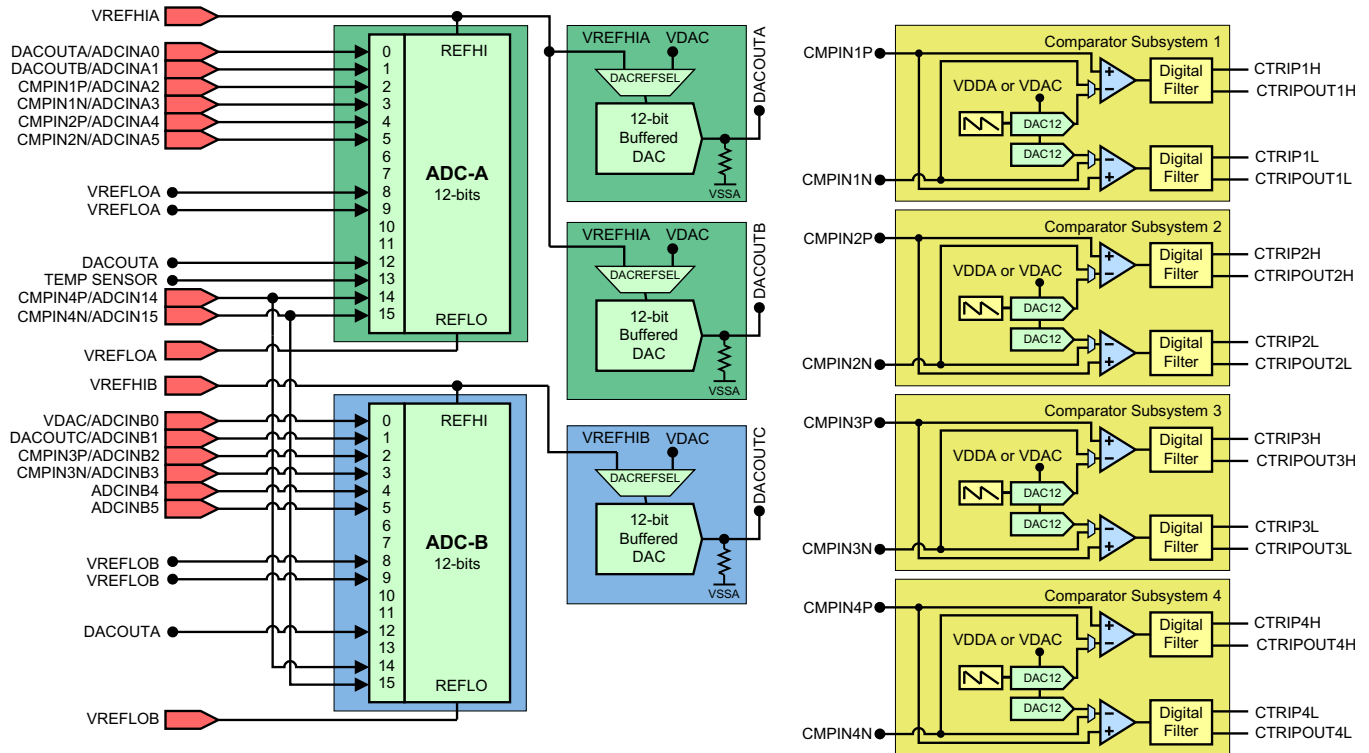 VREFHIA
DACOUTA/ADCINA0
DACOUTB/ADCINA1
CMPIN1P/ADCINA2
CMPIN1N/ADCINA3
CMPIN2P/ADCINA4
CMPIN2N/ADCINA5
VREFLOA
VREFLOA
DACOUTA
TEMP SENSOR
CMPIN4P/ADCIN14
CMPIN4N/ADCIN15
VREFLOA
REFHI
0
1
2
3
4
5
6
7
8
9
10
11
12
13
14
15
ADC-A
12-bits
REFLO
VREFHIB
VDAC/ADCINB0
DACOUTC/ADCINB1
CMPIN3P/ADCINB2
CMPIN3N/ADCINB3
ADCINB4
ADCINB5
VREFLOB
VREFLOB
DACOUTA
VREFLOB
REFHI
0
1
2
3
4
5
6
7
8
9
10
11
12
13
14
15
ADC-B
12-bits
REFLO
VREFHIA
VDAC
DACREFSEL
12-bit
Buffered
DAC
VSSA
DACOUTA
VREFHIA
VDAC
DACREFSEL
12-bit
Buffered
DAC
VSSA
DACOUTB
VREFHIB
VDAC
DACREFSEL
12-bit
Buffered
DAC
VSSA
DACOUTC
Comparator Subsystem 1
CMPIN1P
CMPIN1N
VDDA or VDAC
DAC12
DAC12
Digital
Filter
CTRIP1H
CTRIPOUT1H
Digital
Filter
CTRIP1L
CTRIPOUT1L
Comparator Subsystem 2
CMPIN2P
CMPIN2N
VDDA or VDAC
DAC12
DAC12
Digital
Filter
CTRIP2H
CTRIPOUT2H
Digital
Filter
CTRIP2L
CTRIPOUT2L
Comparator Subsystem 3
CMPIN3P
CMPIN3N
VDDA or VDAC
DAC12
DAC12
Digital
Filter
CTRIP3H
CTRIPOUT3H
Digital
Filter
CTRIP3L
CTRIPOUT3L
Comparator Subsystem 4
CMPIN4P
CMPIN4N
VDDA or VDAC
DAC12
DAC12
Digital
Filter
CTRIP4H
CTRIPOUT4H
Digital
Filter
CTRIP4L
CTRIPOUT4L